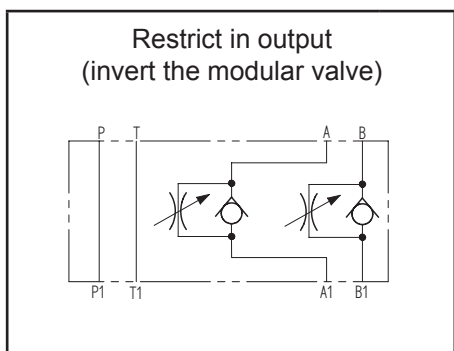 Restrict in output
(invert the modular valve)
P T A B
P1 T1 A1 B1